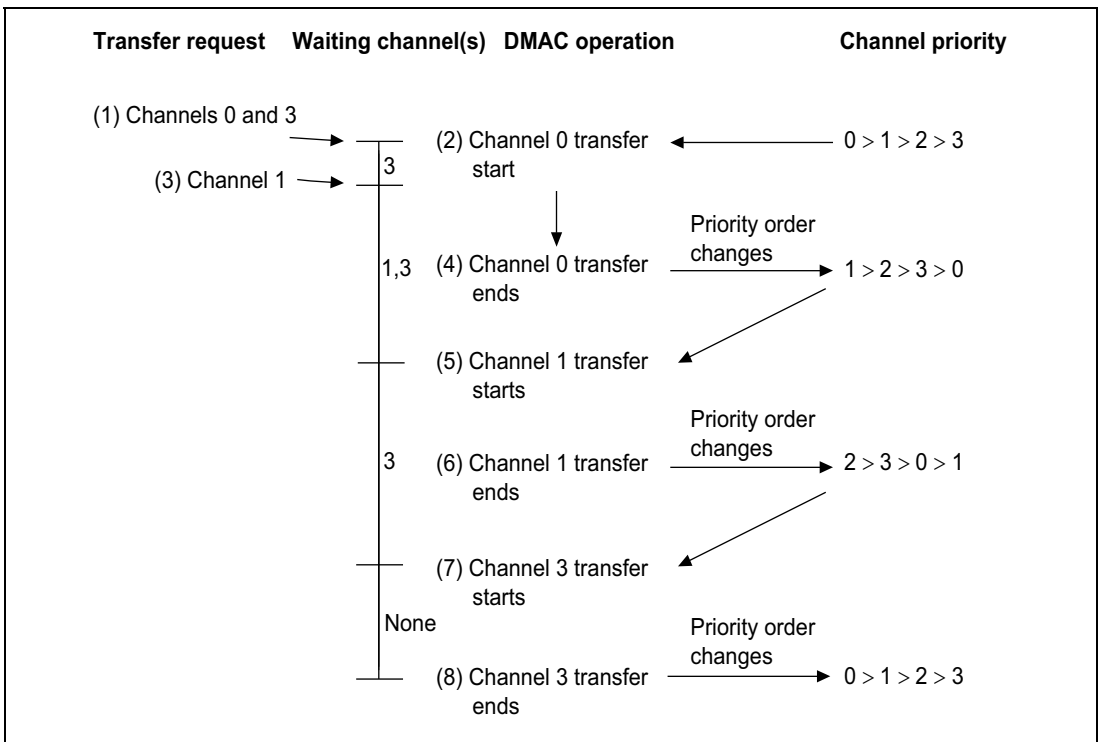 Transfer request Waiting channel(s) DMAC operation Channel priority
(1) Channels 0 and 3
(2) Channel 0 transfer
start
0 > 1 > 2 > 3
3
(3) Channel 1
Priority order
changes
1,3
(4) Channel 0 transfer
ends
1 > 2 > 3 > 0
(5) Channel 1 transfer
starts
Priority order
changes
3
(6) Channel 1 transfer
ends
2 > 3 > 0 > 1
(7) Channel 3 transfer
starts
None
Priority order
changes
(8) Channel 3 transfer
ends
0 > 1 > 2 > 3